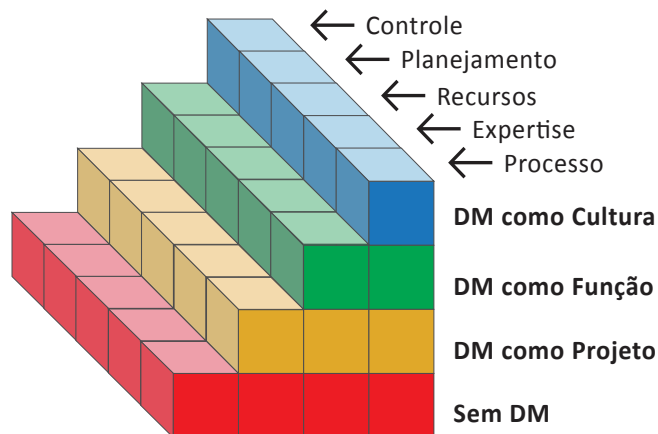 Controle
Planejamento
Recursos
Expertise
Processo
DM como Cultura
DM como Função
DM como Projeto
Sem DM